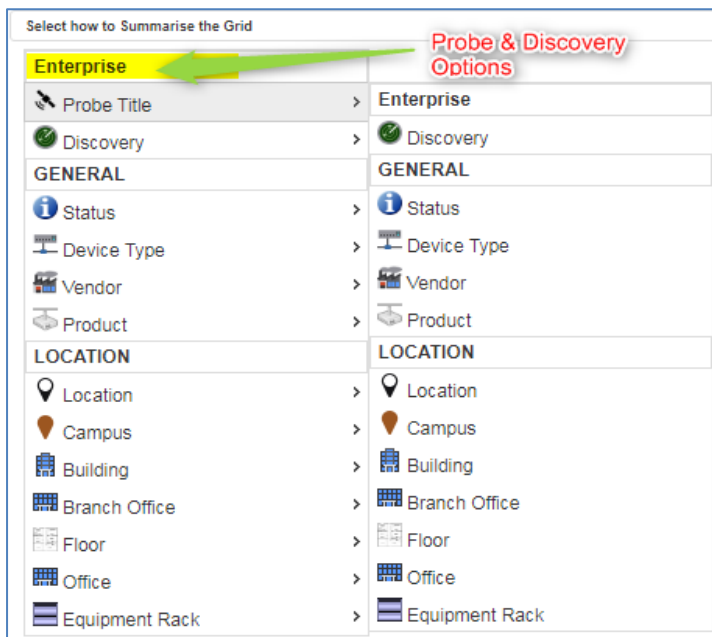 Select how to Summarise the Grid
Probe & Discovery
Options
Enterprise
Probe Title
Discovery
GENERAL
Status
Device Type
Vendor
Product
LOCATION
Location
Campus
Building
Branch Office
Floor
Office
Equipment Rack
Enterprise
Discovery
GENERAL
Status
Device Type
Vendor
Product
LOCATION
Location
Campus
Building
Branch Office
Floor
Office
Equipment Rack